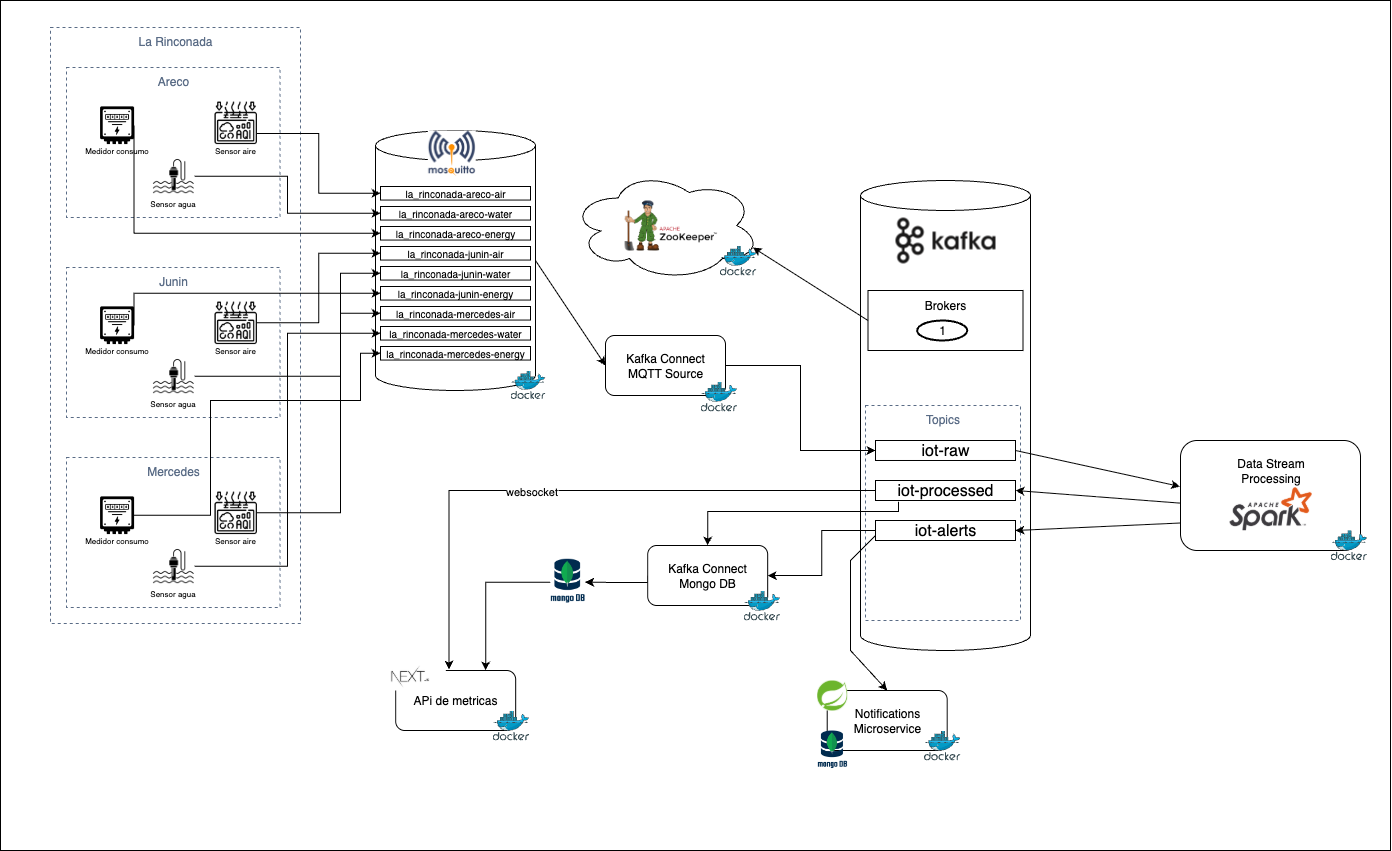 La Rinconada
Areco
Medidor consumo
AQI
Sensor aire
Sensor agua
Junin
Medidor consumo
AQI
Sensor aire
Sensor agua
Mercedes
Medidor consumo
AQI
Sensor aire
Sensor agua
mosquitto
la_rinconada-areco-air
la_rinconada-areco-water
la_rinconada-areco-energy
la_rinconada-junin-air
la_rinconada-junin-water
la_rinconada-junin-energy
la_rinconada-mercedes-air
la_rinconada-mercedes-water
la_rinconada-mercedes-energy
docker
APACHE
ZooKeeper™
docker
Kafka Connect
MQTT Source
docker
kafka
Brokers
1
Topics
iot-raw
iot-processed
iot-alerts
Data Stream
Processing
APACHE
Spark™
docker
websocket
Kafka Connect
Mongo DB
docker
mongo DB
NEXT.JS
APi de metricas
docker
Notifications
Microservice
mongo DB
docker